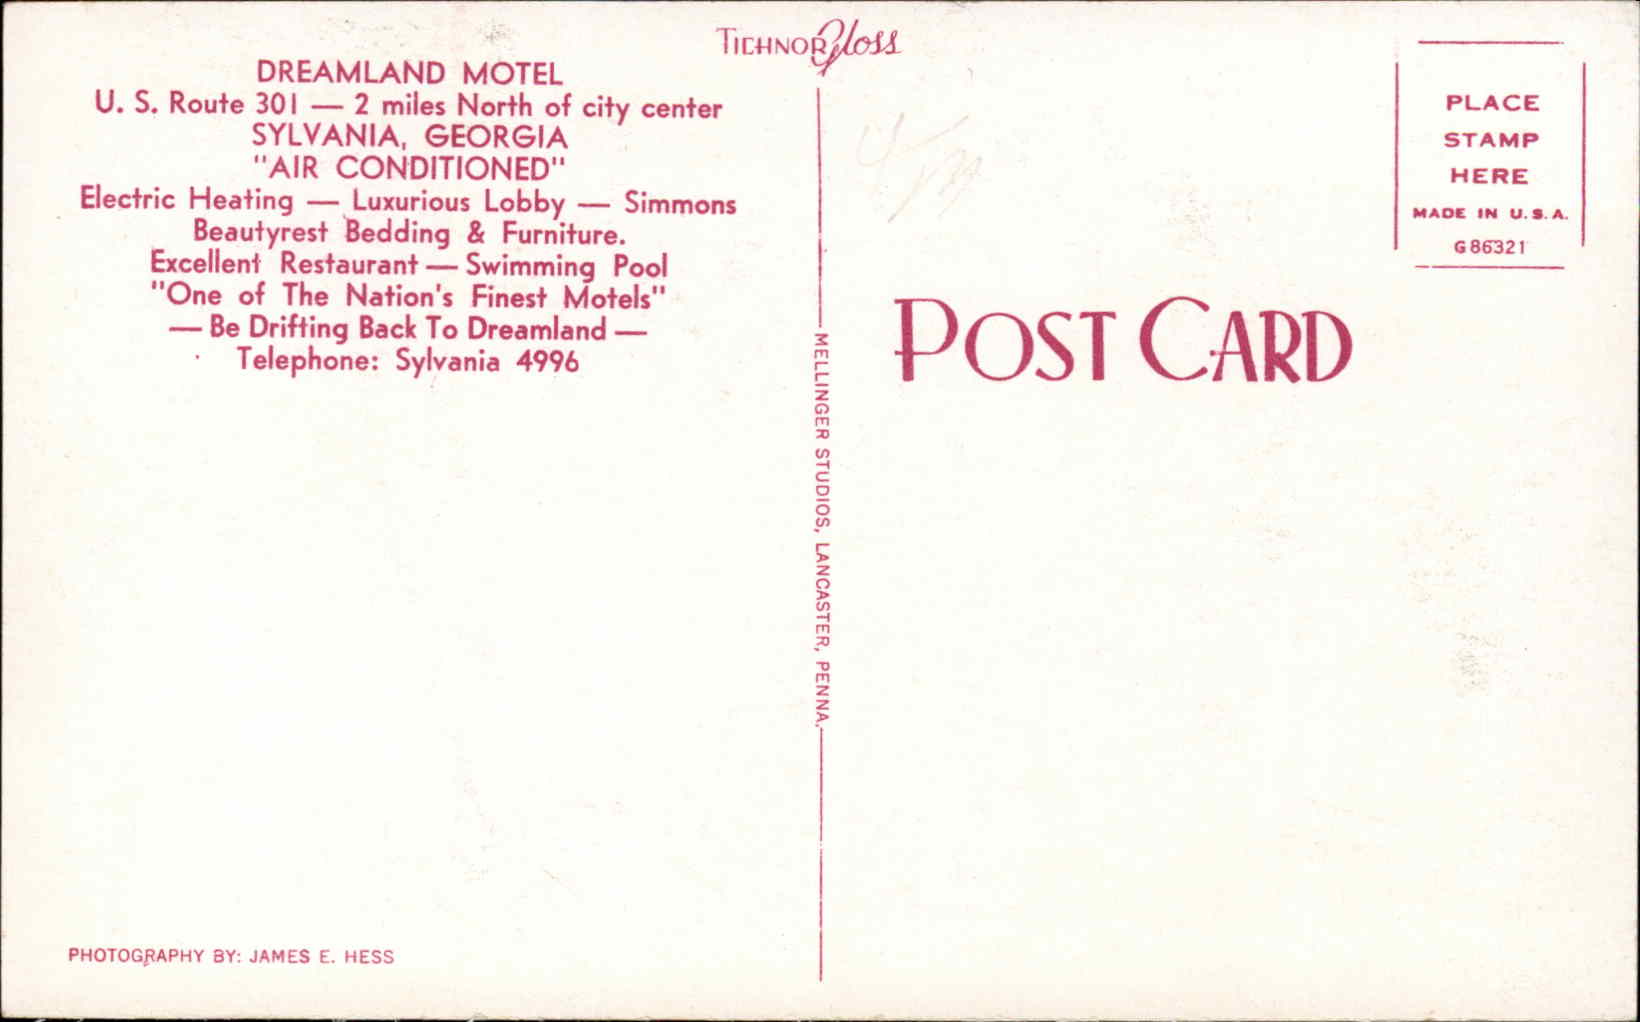 TICHNOR Gloss
DREAMLAND MOTEL
U. S. Route 301 — 2 miles North of city center
SYLVANIA, GEORGIA
"AIR CONDITIONED"
Electric Heating — Luxurious Lobby — Simmons
Beautyrest Bedding & Furniture.
Excellent Restaurant — Swimming Pool
"One of The Nation's Finest Motels"
— Be Drifting Back To Dreamland —
Telephone: Sylvania 4996
PHOTOGRAPHY BY: JAMES E. HESS
MELLINGER STUDIOS, LANCASTER, PENNA.
PLACE
STAMP
HERE
MADE IN U.S.A.
G86321
POST CARD